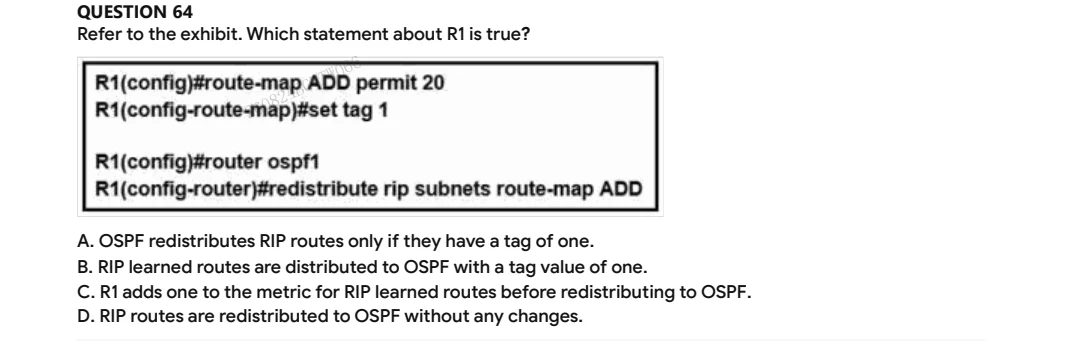 QUESTION 64
Refer to the exhibit. Which statement about R1 is true?
R1(config)#route-map ADD permit 20
R1(config-route-map)#set tag 1
R1(config)#router ospf1
R1(config-router)#redistribute rip subnets route-map ADD
A. OSPF redistributes RIP routes only if they have a tag of one.
B. RIP learned routes are distributed to OSPF with a tag value of one.
C. R1 adds one to the metric for RIP learned routes before redistributing to OSPF.
D. RIP routes are redistributed to OSPF without any changes.